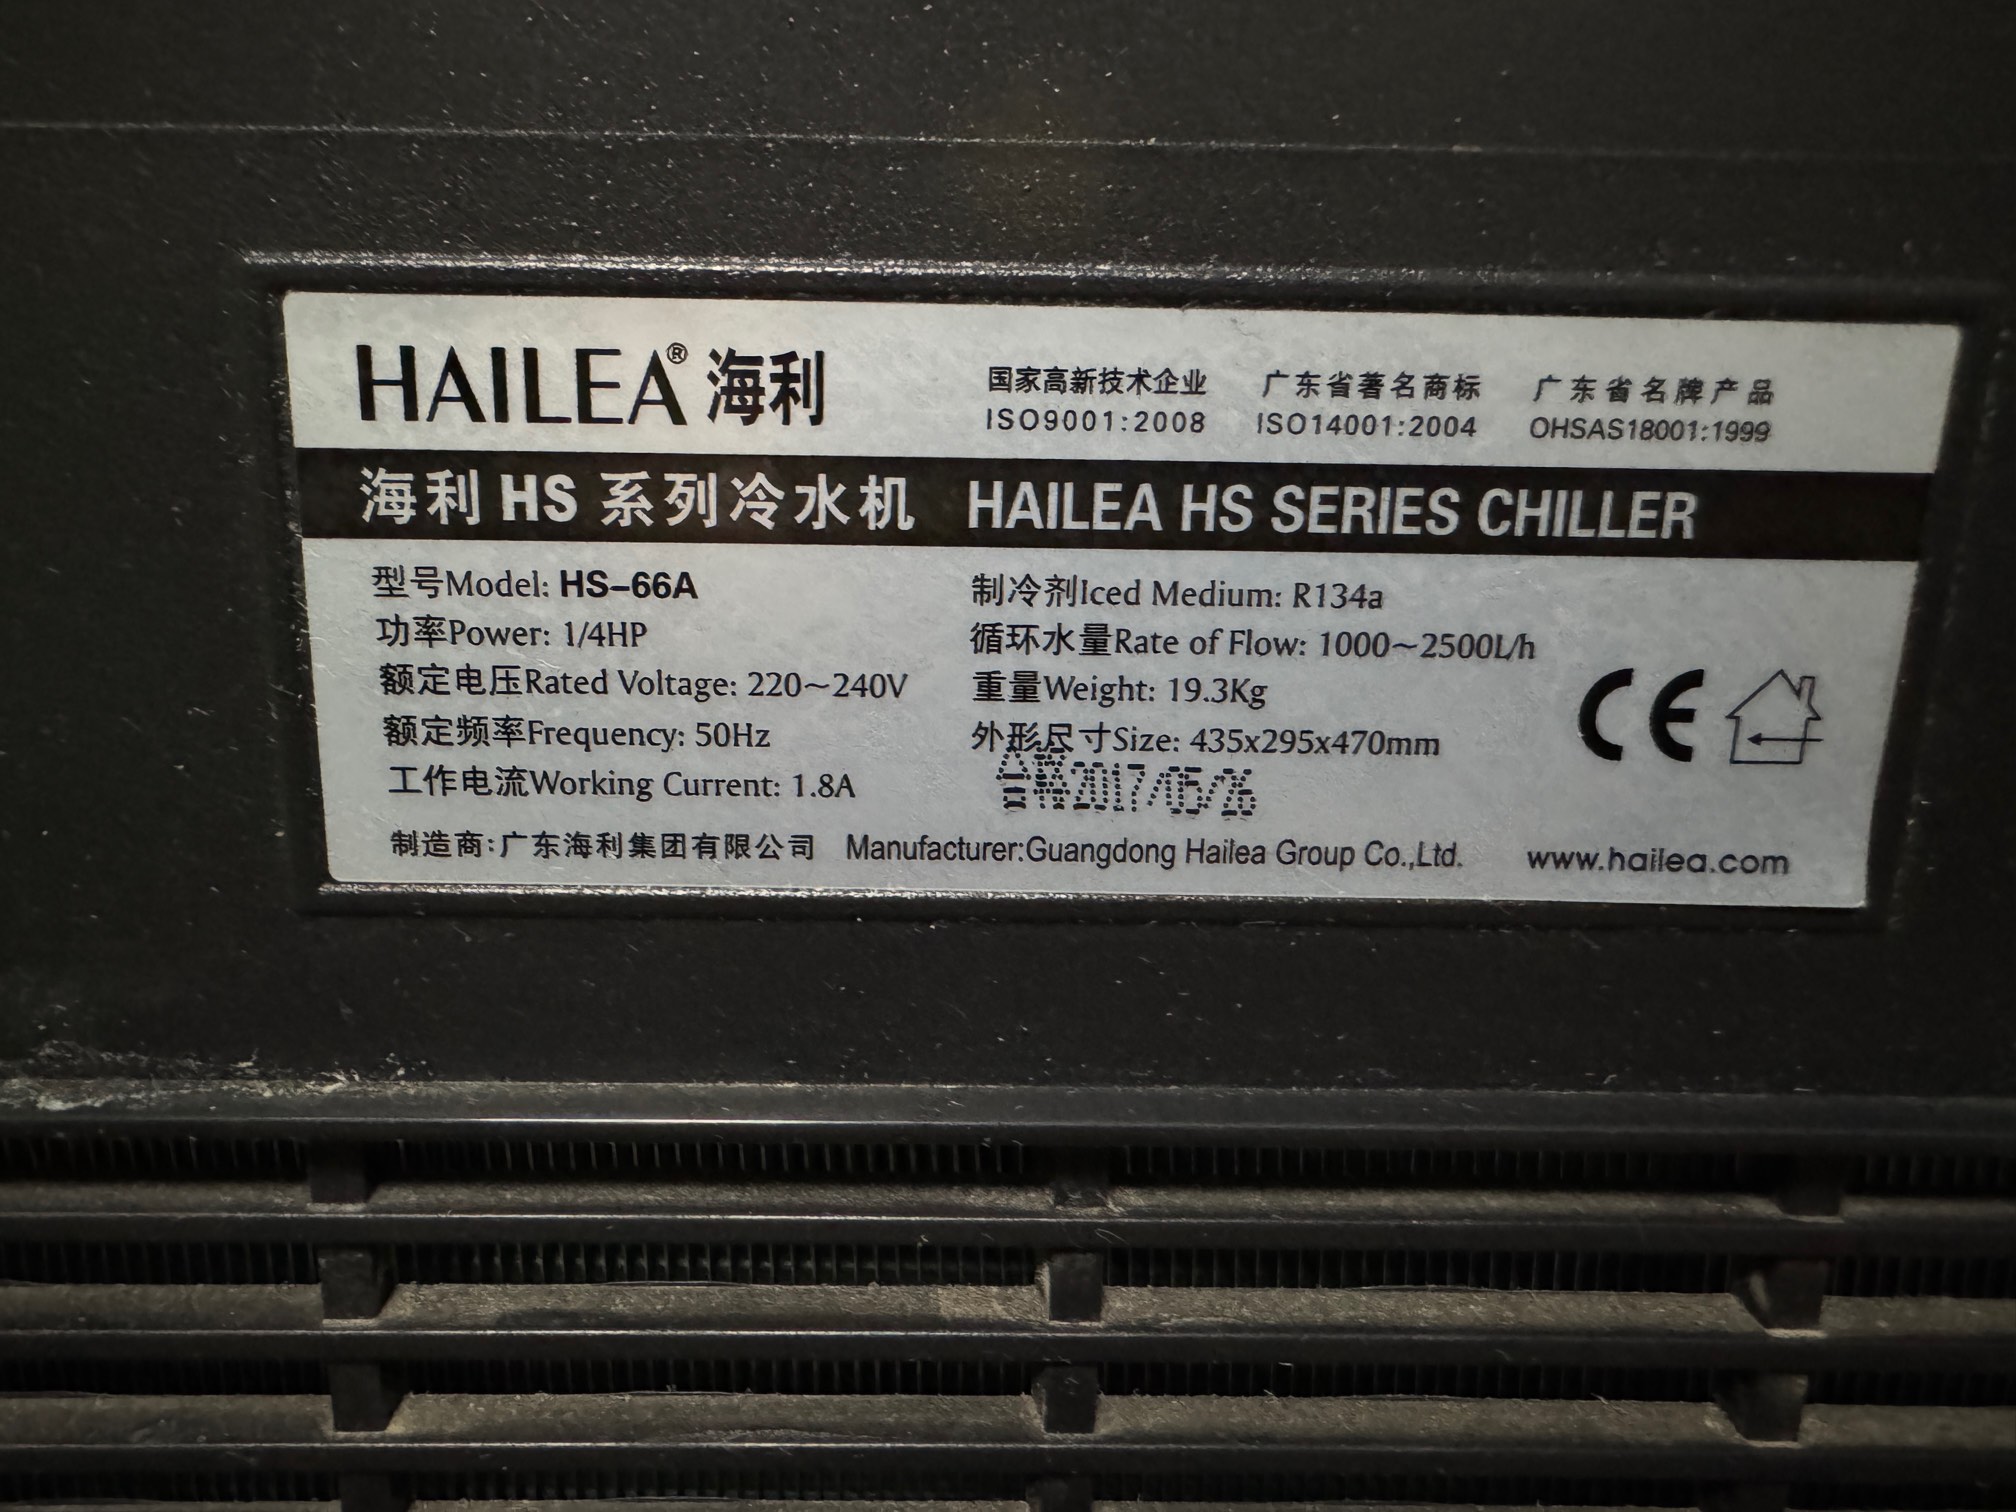 HAILEA® 海利
国家高新技术企业 广东省著名商标 广东省名牌产品
ISO9001:2008 ISO14001:2004 OHSAS18001:1999
海利 HS 系列冷水机 HAILEA HS SERIES CHILLER
型号Model: HS-66A
功率Power: 1/4HP
额定电压Rated Voltage: 220~240V
额定频率Frequency: 50Hz
工作电流Working Current: 1.8A
制冷剂Iced Medium: R134a
循环水量Rate of Flow: 1000~2500L/h
重量Weight: 19.3Kg
外形尺寸Size: 435x295x470mm
合格2017/05/26
CE
制造商:广东海利集团有限公司 Manufacturer:Guangdong Hailea Group Co.,Ltd. www.hailea.com